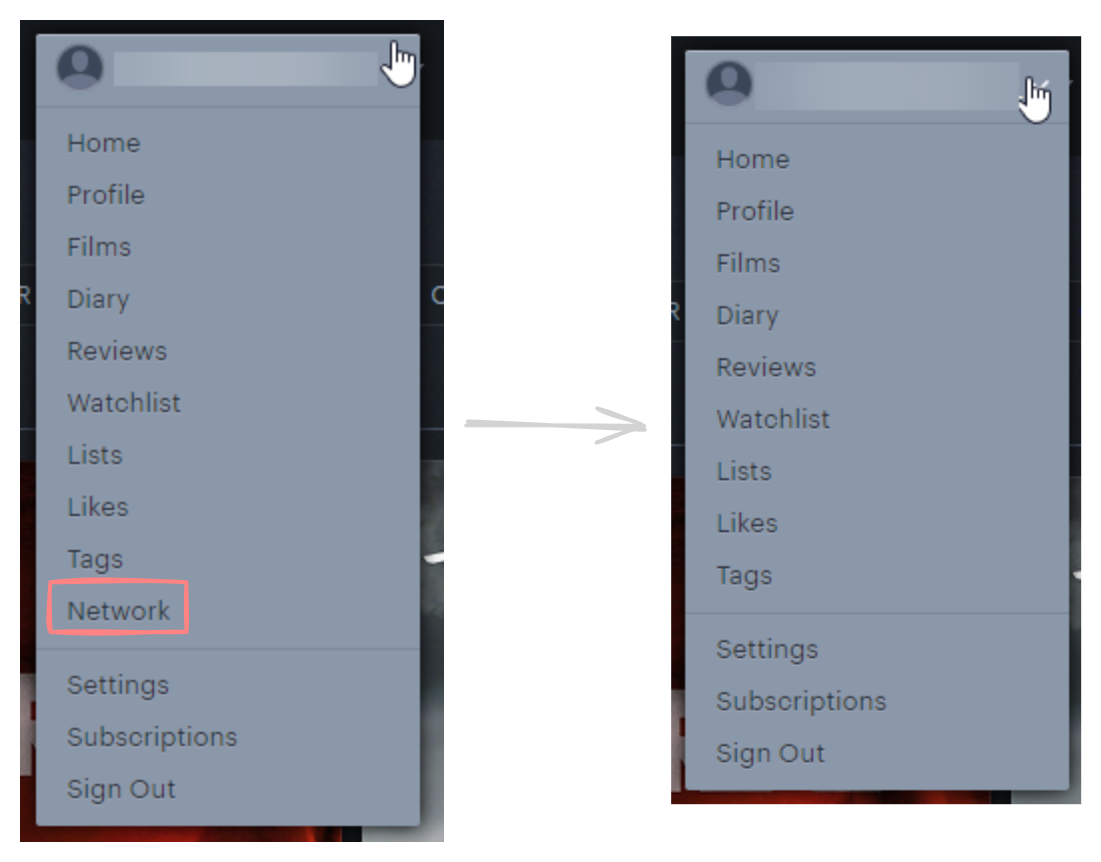 Home
Profile
Films
Diary
Reviews
Watchlist
Lists
Likes
Tags
Network
Settings
Subscriptions
Sign Out
Home
Profile
Films
Diary
Reviews
Watchlist
Lists
Likes
Tags
Settings
Subscriptions
Sign Out